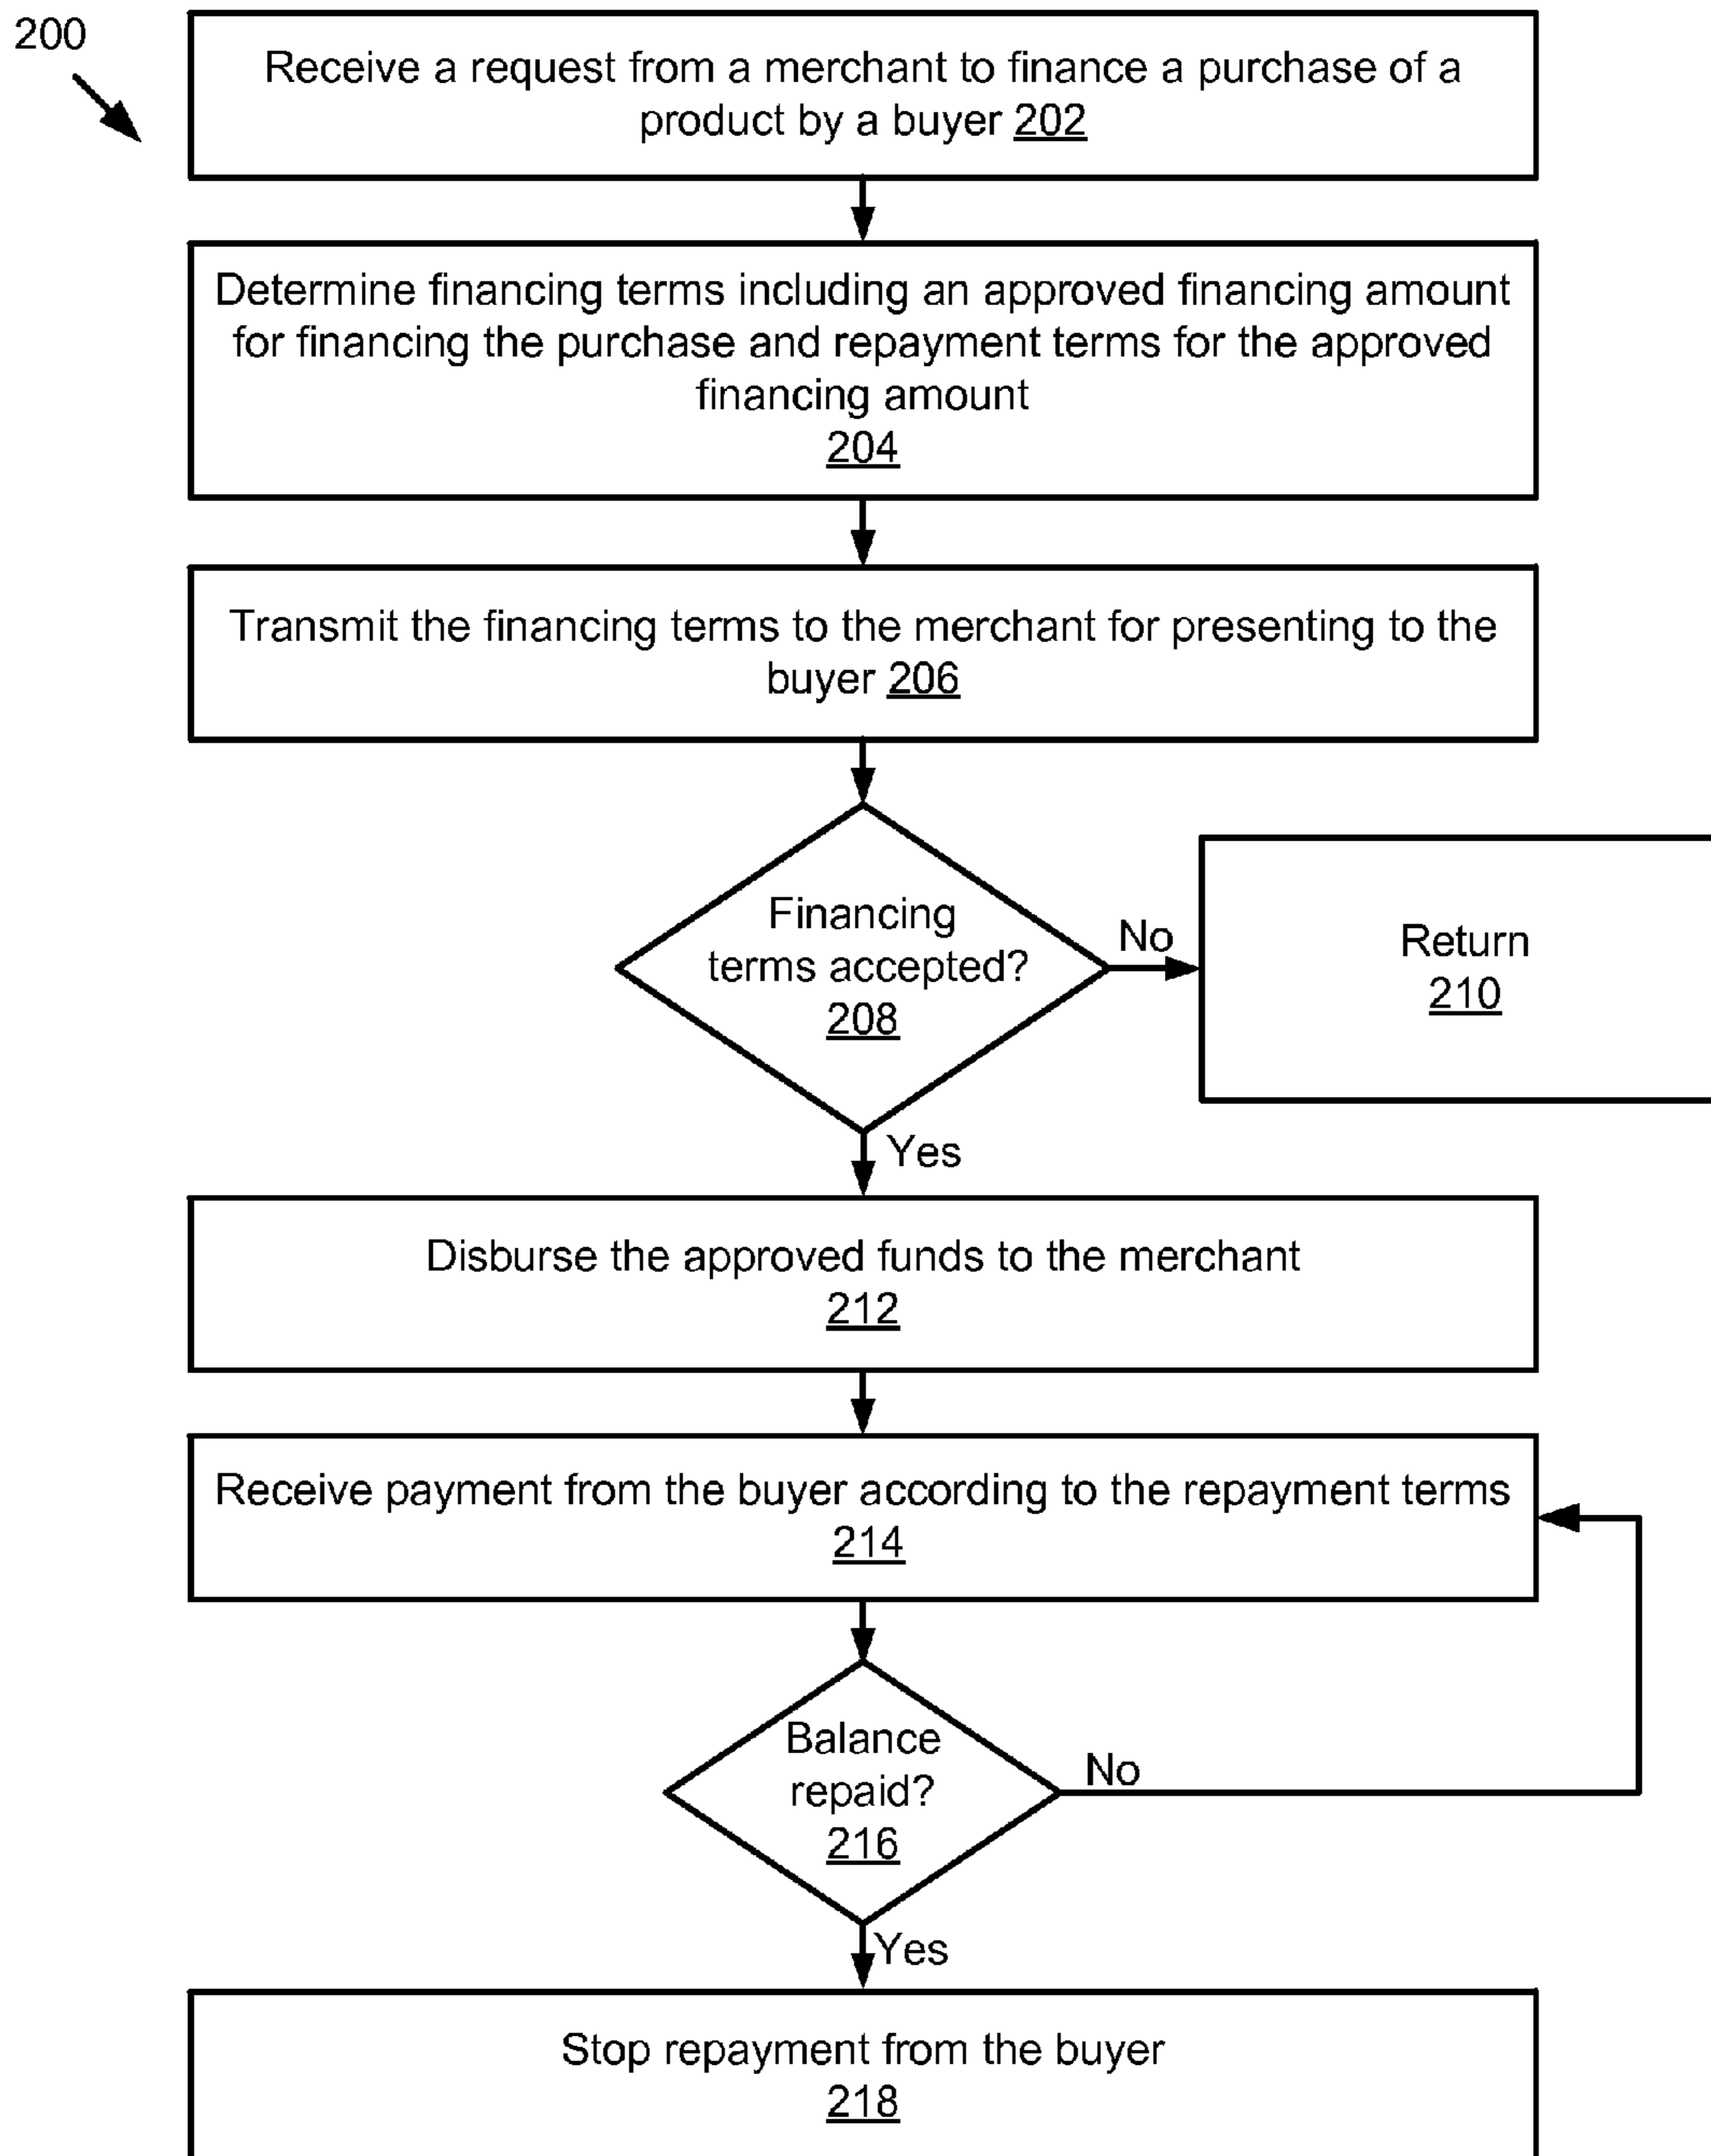 200
Receive a request from a merchant to finance a purchase of a
product by a buyer 202
Determine financing terms including an approved financing amount
for financing the purchase and repayment terms for the approved
financing amount
204
Transmit the financing terms to the merchant for presenting to the
buyer 206
Financing
terms accepted?
208
No
Return
210
Yes
Disburse the approved funds to the merchant
212
Receive payment from the buyer according to the repayment terms
214
Balance
repaid?
216
No
Yes
Stop repayment from the buyer
218